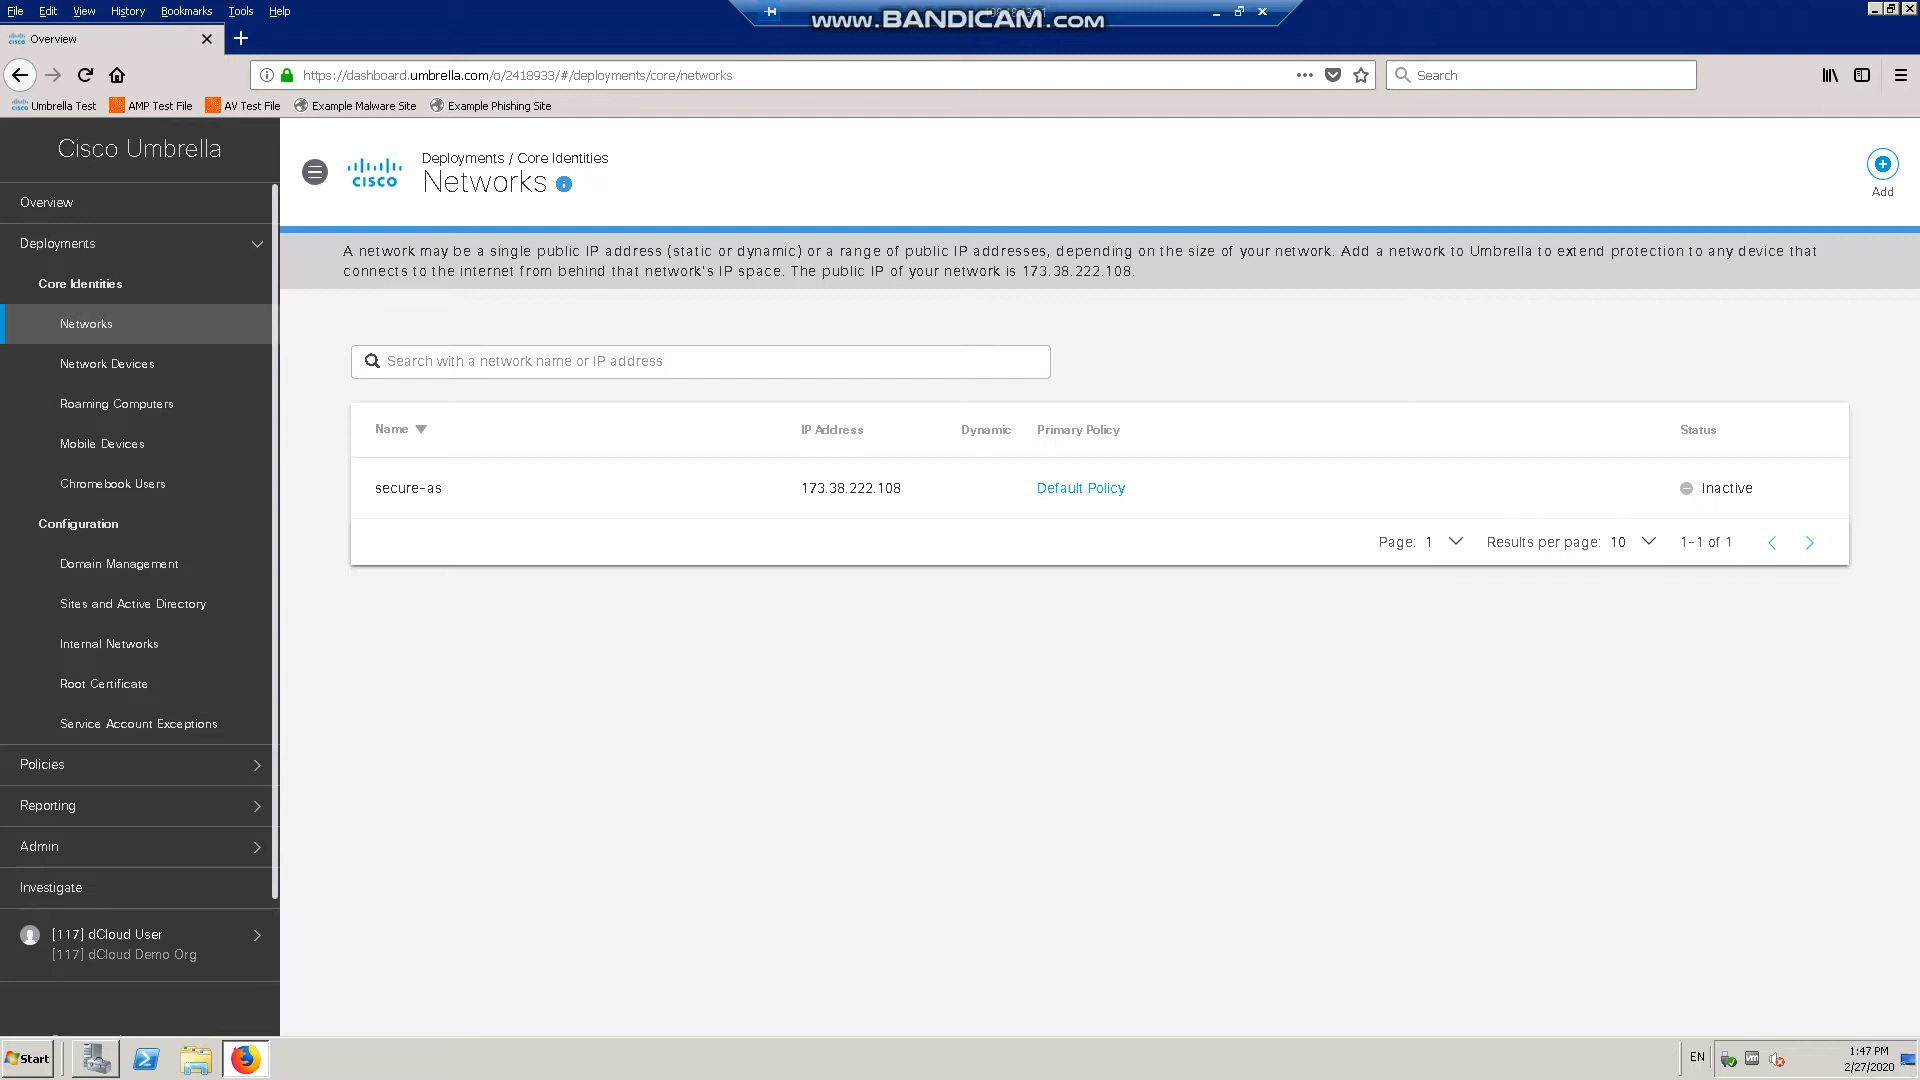 File Edit View History Bookmarks Tools Help
www.BANDICAM.com
Overview
https://dashboard.umbrella.com/o/2418933/#/deployments/core/networks
Search
Umbrella Test AMP Test File AV Test File Example Malware Site Example Phishing Site
Cisco Umbrella
Overview
Deployments
Core Identities
Networks
Network Devices
Roaming Computers
Mobile Devices
Chromebook Users
Configuration
Domain Management
Sites and Active Directory
Internal Networks
Root Certificate
Service Account Exceptions
Policies
Reporting
Admin
Investigate
[117] dCloud User
[117] dCloud Demo Org
CISCO
Deployments / Core Identities
Networks
Add
A network may be a single public IP address (static or dynamic) or a range of public IP addresses, depending on the size of your network. Add a network to Umbrella to extend protection to any device that
connects to the internet from behind that network's IP space. The public IP of your network is 173.38.222.108.
Search with a network name or IP address
Name IP Address Dynamic Primary Policy Status
secure-as 173.38.222.108 Default Policy Inactive
Page: 1 Results per page: 10 1-1 of 1
Start
EN
1:47 PM
2/27/2020